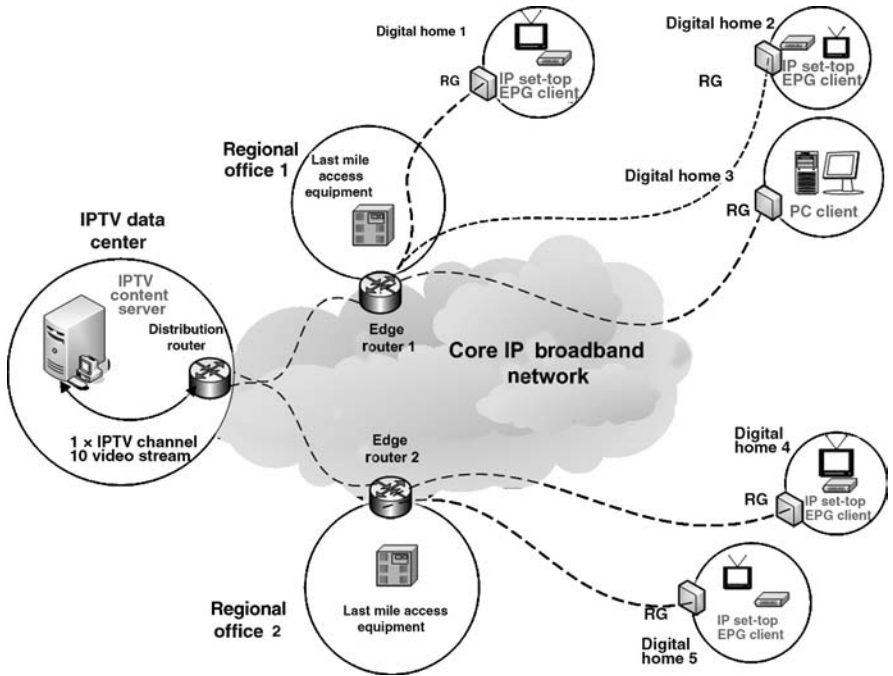 Digital home 1
RG
IP set-top
EPG client
Digital home 2
RG
IP set-top
EPG client
Regional
office 1
Last mile
access
equipment
Digital home 3
RG
PC client
IPTV data
center
IPTV
content
server
Distribution
router
1 × IPTV channel
10 video stream
Edge
router 1
Core IP broadband
network
Edge
router 2
Digital
home 4
RG
IP set-top
EPG client
Regional
office 2
Last mile access
equipment
RG
IP set-top
EPG client
Digital
home 5